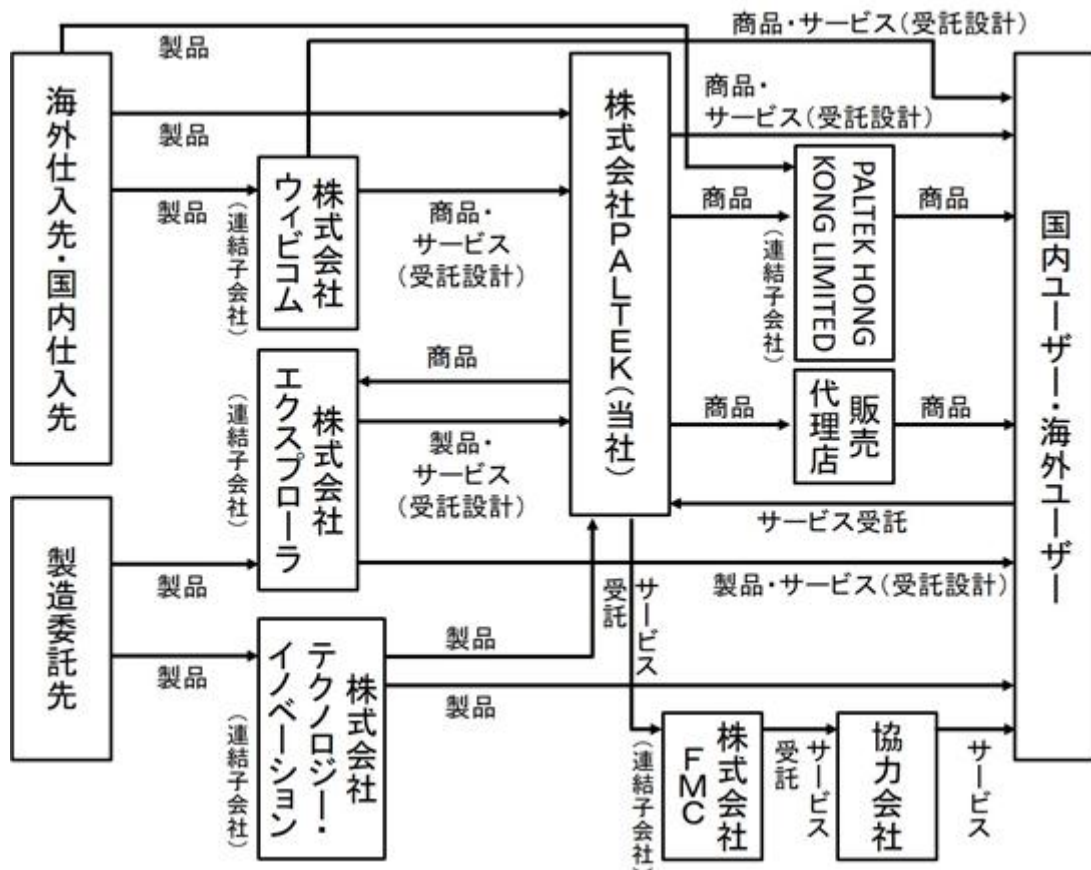 製品
商品・サービス(受託設計)
海外仕入先・国内仕入先
製品
製品
株式会社
ウィビコム
(連結子会社)
商品・
サービス
(受託設計)
株式会社PALTEK(当社)
商品・
サービス(受託設計)
商品
PALTEK HONG
KONG LIMITED
(連結子会社)
商品
国内ユーザー・海外ユーザー
商品
株式会社
エクスプローラ
(連結子会社)
製品・
サービス
(受託設計)
商品
販売
代理店
商品
サービス受託
製造委託先
製品
製品・サービス(受託設計)
サービス
受託
製品
株式会社
テクノロジー・
イノベーション
(連結子会社)
製品
製品
株式会社
FMC
(連結子会社)
サービス
受託
協力会社
サービス